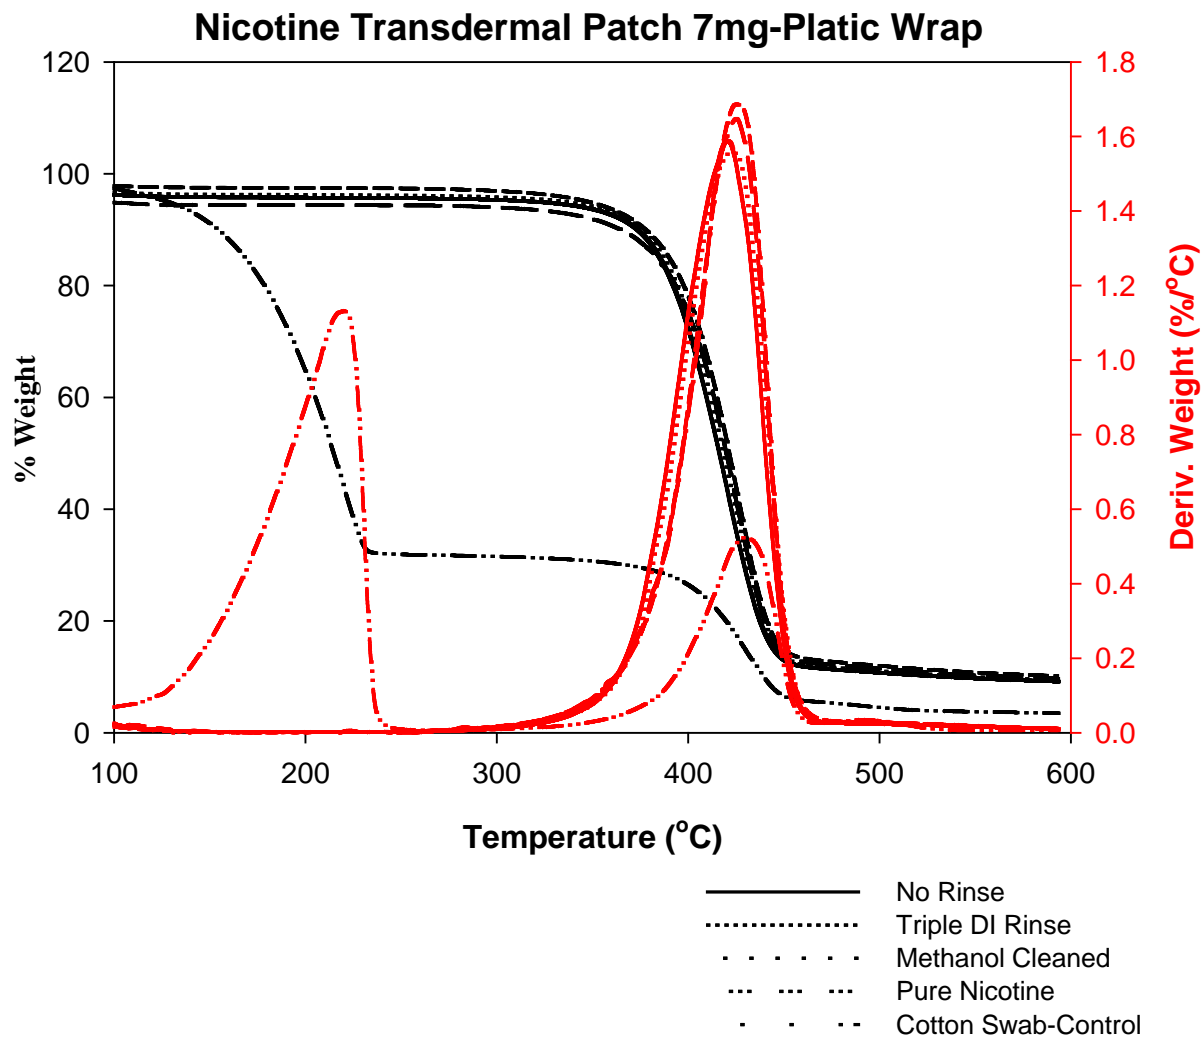 Nicotine Transdermal Patch 7mg-Platic Wrap
120
100
80
60
40
20
0
% Weight
1.8
1.6
1.4
1.2
1.0
0.8
0.6
0.4
0.2
0.0
Deriv. Weight (%/°C)
100 200 300 400 500 600
Temperature (°C)
No Rinse
Triple DI Rinse
Methanol Cleaned
Pure Nicotine
Cotton Swab-Control